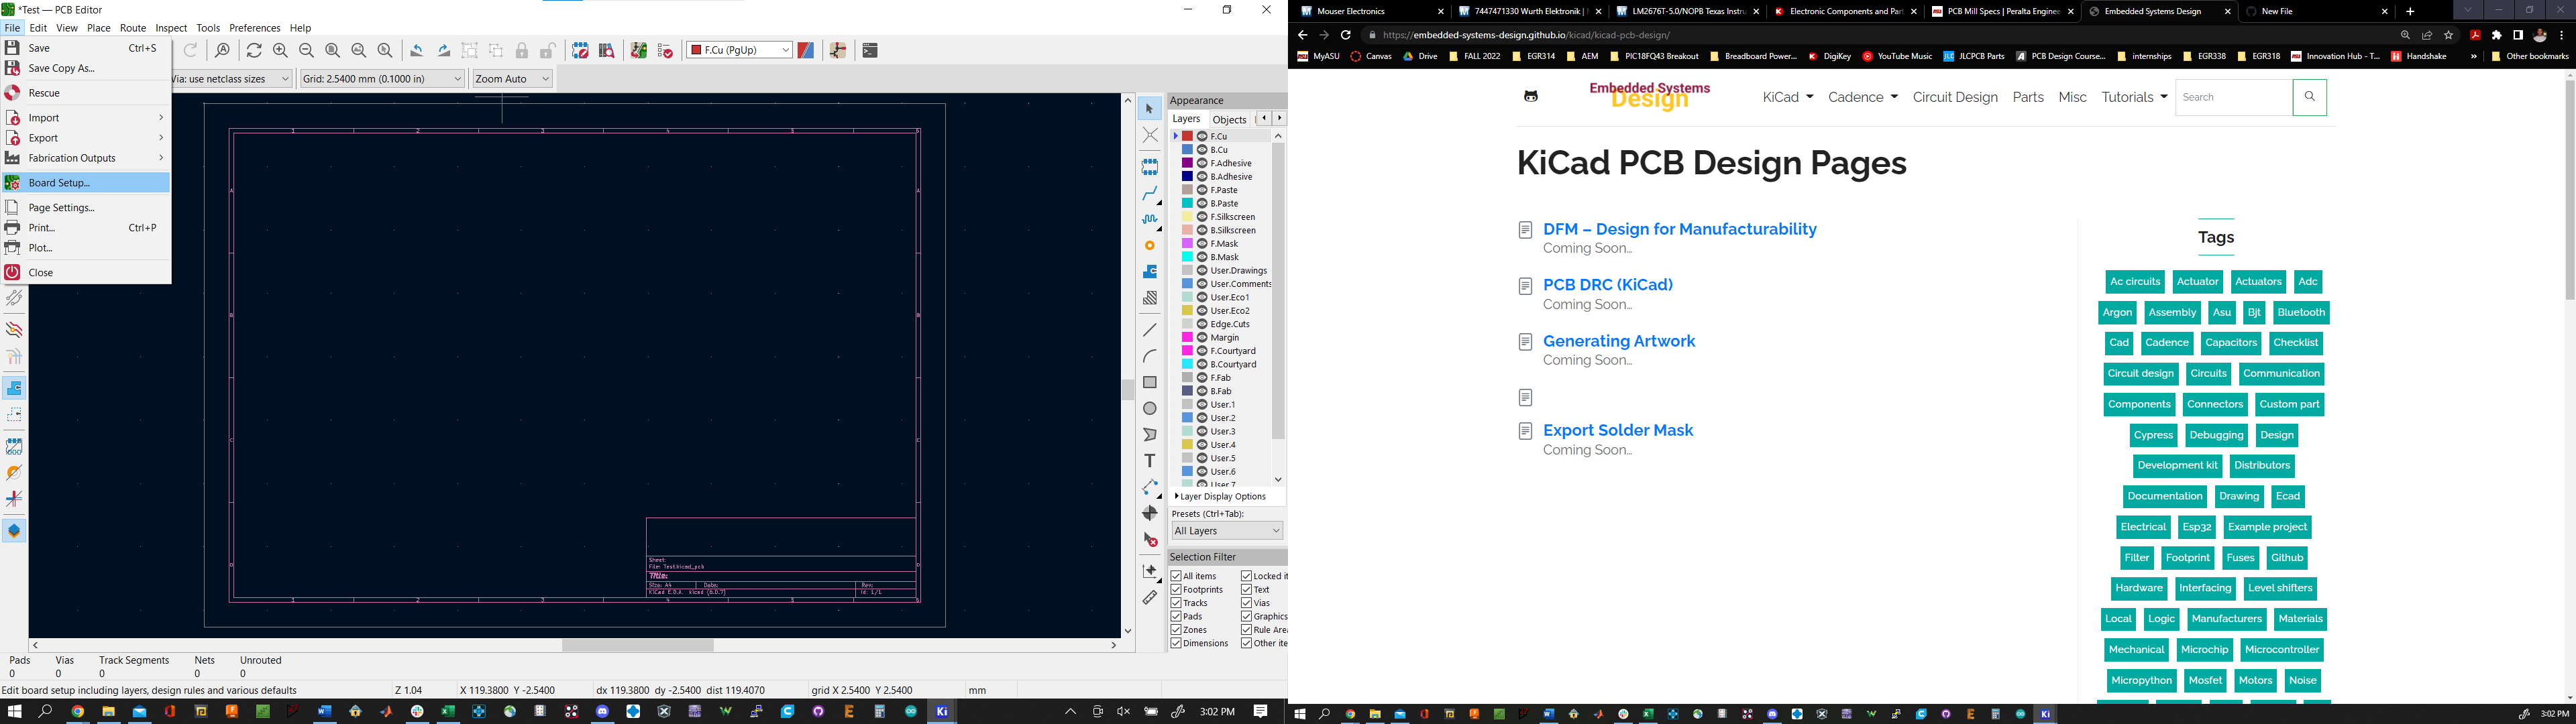 *Test — PCB Editor
File Edit View Place Route Inspect Tools Preferences Help
Save Ctrl+S
Save Copy As...
Rescue
Import
Export
Fabrication Outputs
Board Setup...
Page Settings...
Print... Ctrl+P
Plot...
Close
F.Cu (PgUp)
Via: use netclass sizes Grid: 2.5400 mm (0.1000 in) Zoom Auto
Appearance
Layers Objects
F.Cu
B.Cu
F.Adhesive
B.Adhesive
F.Paste
B.Paste
F.Silkscreen
B.Silkscreen
F.Mask
B.Mask
User.Drawings
User.Comments
User.Eco1
User.Eco2
Edge.Cuts
Margin
F.Courtyard
B.Courtyard
F.Fab
B.Fab
User.1
User.2
User.3
User.4
User.5
User.6
User.7
Layer Display Options
Presets (Ctrl+Tab):
All Layers
Selection Filter
All items Locked it
Footprints Text
Tracks Vias
Pads Graphics
Zones Rule Area
Dimensions Other ite
Sheet:
File: Test.kicad_pcb
Title:
Size: A4 Date: Rev:
KiCad E.D.A. kicad (6.0.7) Id: 1/1
Pads Vias Track Segments Nets Unrouted
0 0 0 0 0
Edit board setup including layers, design rules and various defaults Z 1.04 X 119.3800 Y -2.5400 dx 119.3800 dy -2.5400 dist 119.4070 grid X 2.5400 Y 2.5400 mm
3:02 PM
Mouser Electronics 7447471330 Wurth Elektronik | LM2676T-5.0/NOPB Texas Instru Electronic Components and Par PCB Mill Specs | Peralta Enginee Embedded Systems Design New File
https://embedded-systems-design.github.io/kicad/kicad-pcb-design/
MyASU Canvas Drive FALL 2022 EGR314 AEM PIC18FQ43 Breakout Breadboard Power... DigiKey YouTube Music JLCPCB Parts PCB Design Course... internships EGR338 EGR318 Innovation Hub - T... Handshake » Other bookmarks
Embedded Systems
Design
KiCad Cadence Circuit Design Parts Misc Tutorials Search
KiCad PCB Design Pages
DFM – Design for Manufacturability
Coming Soon...
PCB DRC (KiCad)
Coming Soon...
Generating Artwork
Coming Soon...
Export Solder Mask
Coming Soon...
Tags
Ac circuits Actuator Actuators Adc
Argon Assembly Asu Bjt Bluetooth
Cad Cadence Capacitors Checklist
Circuit design Circuits Communication
Components Connectors Custom part
Cypress Debugging Design
Development kit Distributors
Documentation Drawing Ecad
Electrical Esp32 Example project
Filter Footprint Fuses Github
Hardware Interfacing Level shifters
Local Logic Manufacturers Materials
Mechanical Microchip Microcontroller
Micropython Mosfet Motors Noise
3:02 PM